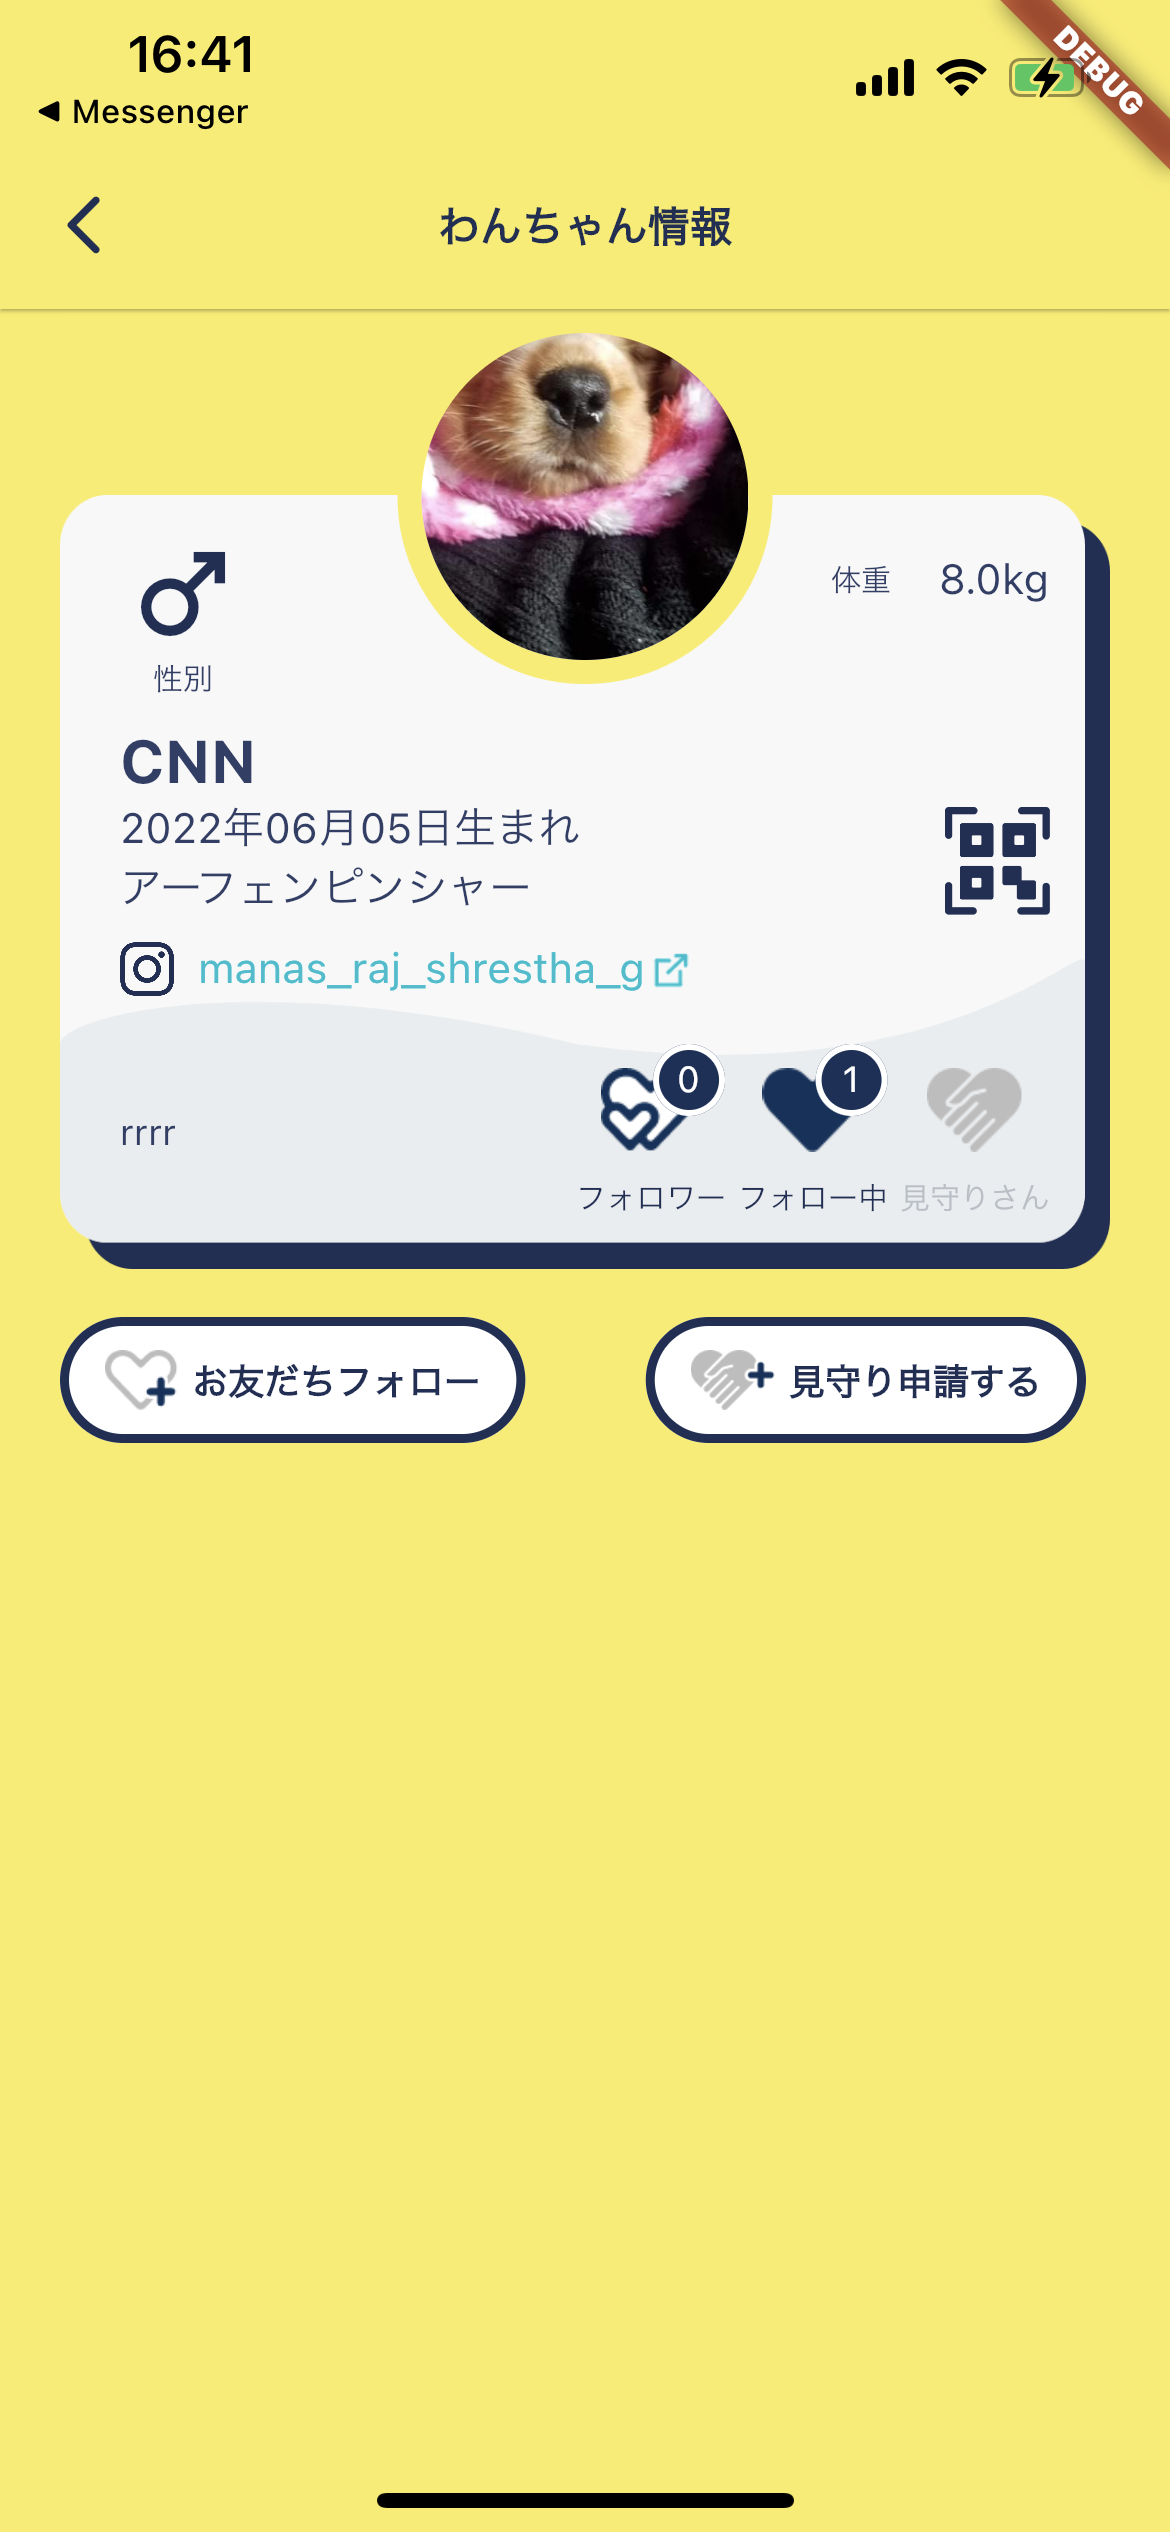 16:41
◀ Messenger
DEBUG
わんちゃん情報
体重 8.0kg
性別
CNN
2022年06月05日生まれ
アーフェンピンシャー
manas_raj_shrestha_g
0
1
rrrr
フォロワー フォロー中 見守りさん
お友だちフォロー
見守り申請する